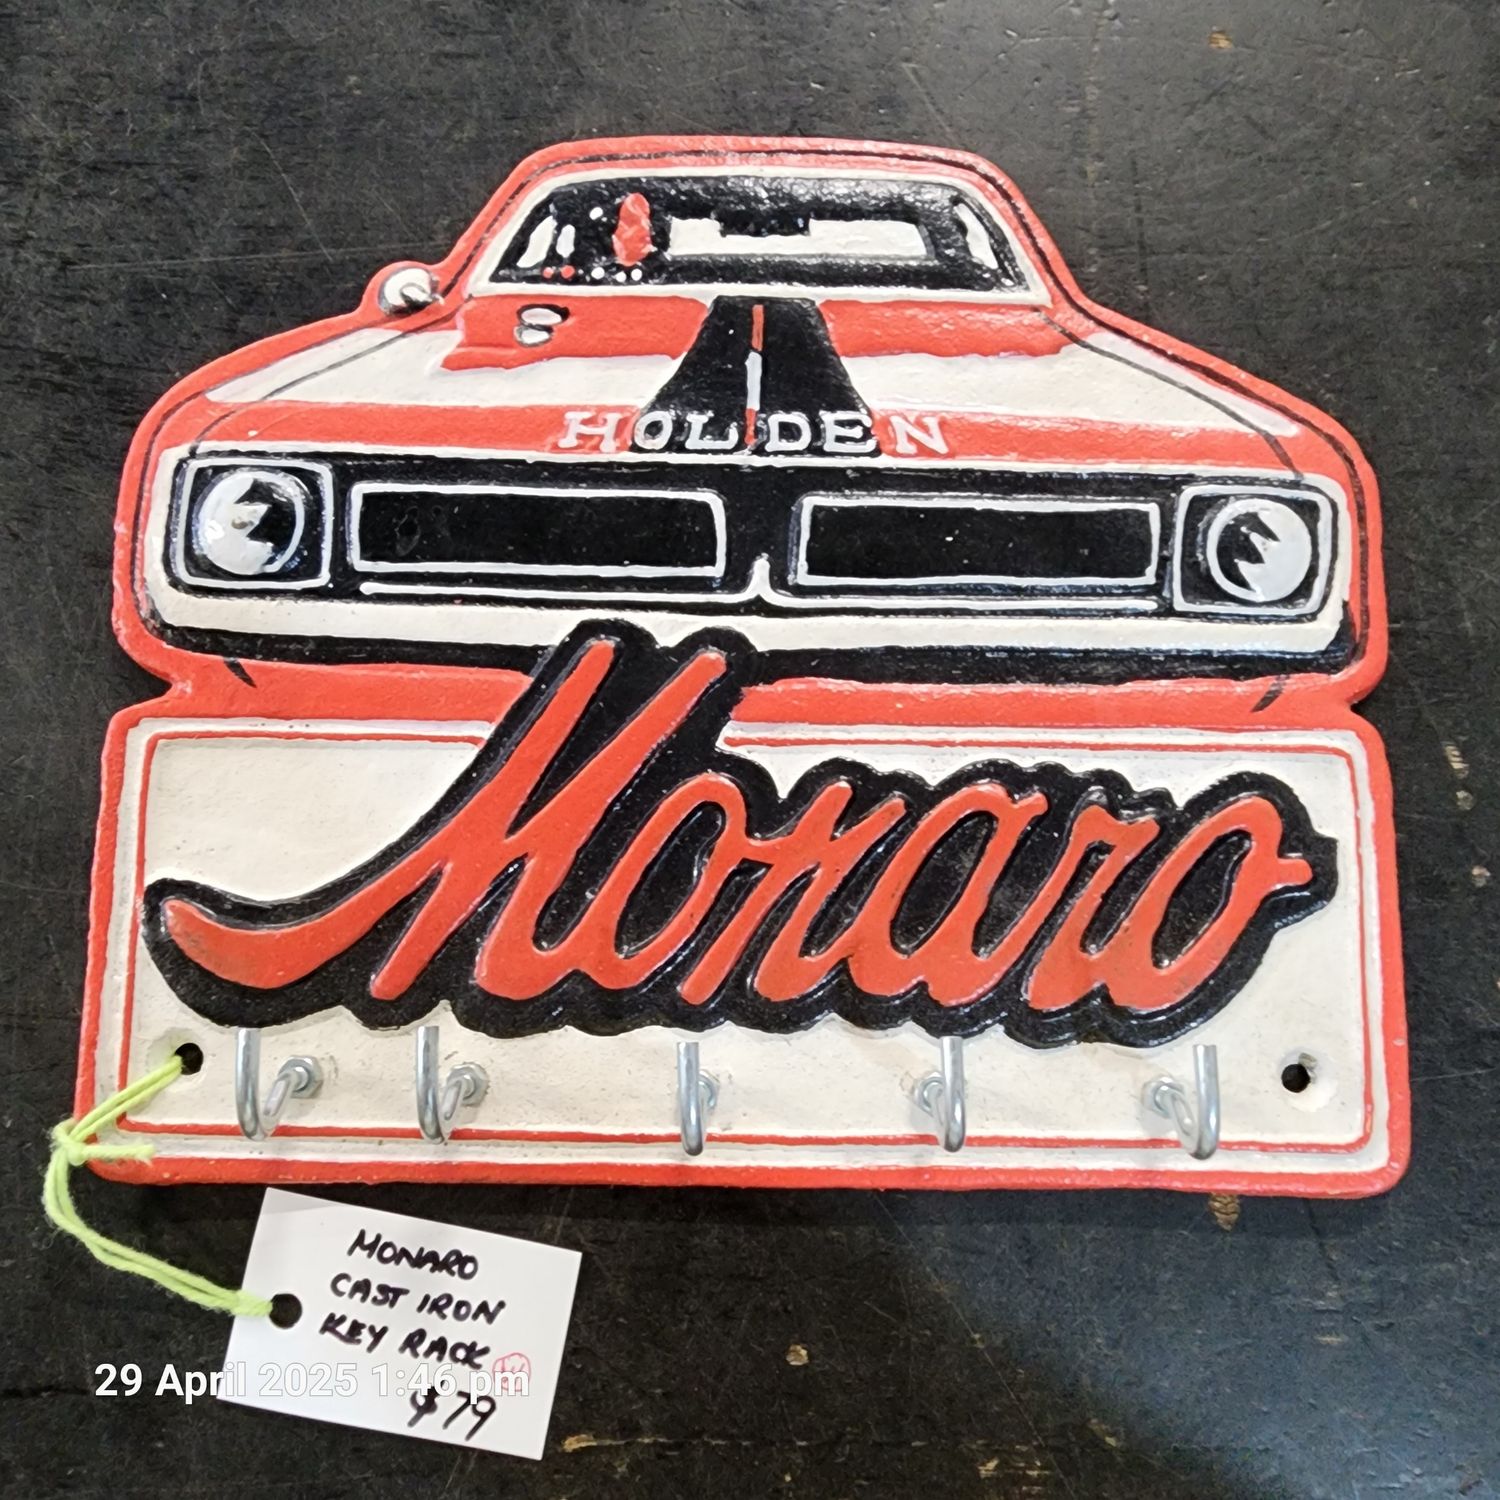 HOLDEN
Monaro
MONARO
CAST IRON
KEY RACK
$79
29 April 2025 1:46 pm